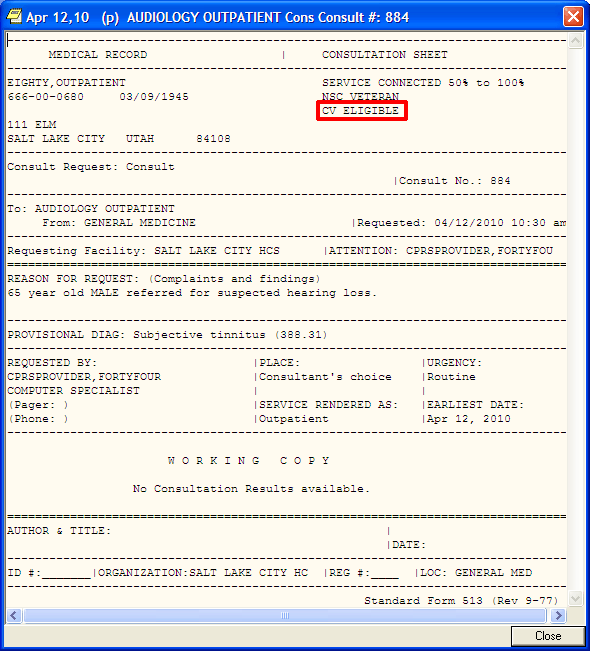 Apr 12,10 (p) AUDIOLOGY OUTPATIENT Cons Consult #: 884
MEDICAL RECORD | CONSULTATION SHEET
EIGHTY,OUTPATIENT SERVICE CONNECTED 50% to 100%
666-00-0680 03/09/1945 NSC VETERAN
CV ELIGIBLE
111 ELM
SALT LAKE CITY UTAH 84108
Consult Request: Consult
|Consult No.: 884
To: AUDIOLOGY OUTPATIENT
From: GENERAL MEDICINE |Requested: 04/12/2010 10:30 am
Requesting Facility: SALT LAKE CITY HCS |ATTENTION: CPRSPROVIDER,FORTYFOU
REASON FOR REQUEST: (Complaints and findings)
65 year old MALE referred for suspected hearing loss.
PROVISIONAL DIAG: Subjective tinnitus (388.31)
REQUESTED BY: |PLACE: |URGENCY:
CPRSPROVIDER,FORTYFOUR |Consultant's choice |Routine
COMPUTER SPECIALIST | |
(Pager: ) |SERVICE RENDERED AS: |EARLIEST DATE:
(Phone: ) |Outpatient |Apr 12, 2010
W O R K I N G C O P Y
No Consultation Results available.
AUTHOR & TITLE: |
|DATE:
ID #:_______|ORGANIZATION:SALT LAKE CITY HC |REG #:____ |LOC: GENERAL MED
Standard Form 513 (Rev 9-77)
Close